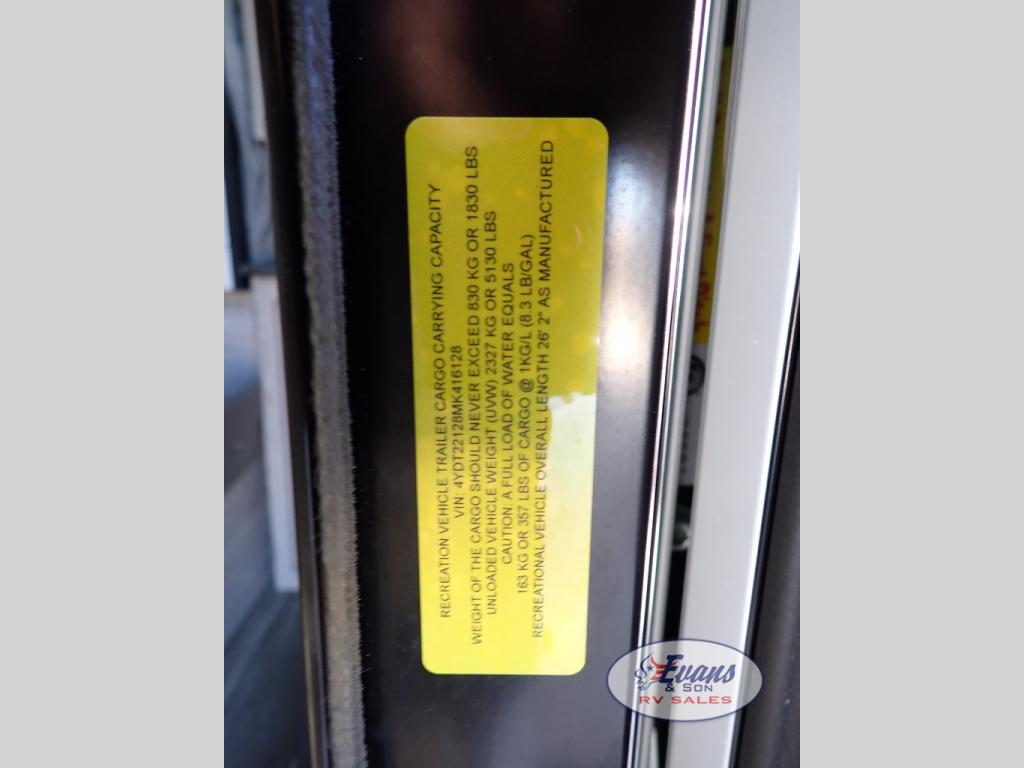 RECREATION VEHICLE TRAILER CARGO CARRYING CAPACITY
VIN: 4YDT22128MK416128
WEIGHT OF THE CARGO SHOULD NEVER EXCEED 830 KG OR 1830 LBS
UNLOADED VEHICLE WEIGHT (UVW) 2327 KG OR 5130 LBS
CAUTION: A FULL LOAD OF WATER EQUALS
163 KG OR 357 LBS OF CARGO @ 1KG/L (8.3 LB/GAL)
RECREATIONAL VEHICLE OVERALL LENGTH 26' 2" AS MANUFACTURED
Evans
& SON
RV SALES